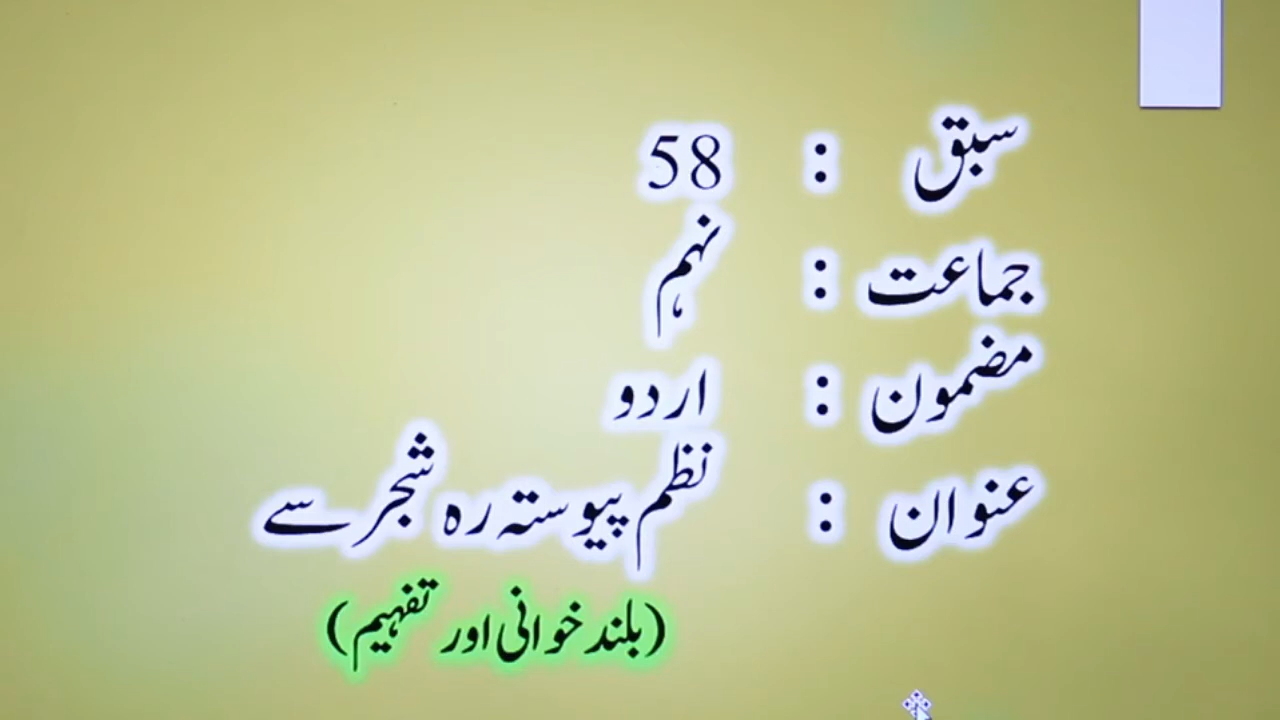 سبق : 58
جماعت : نہم
مضمون : اردو
عنوان : نظم پیوستہ رہ شجر سے
(بلند خوانی اور تفہیم)